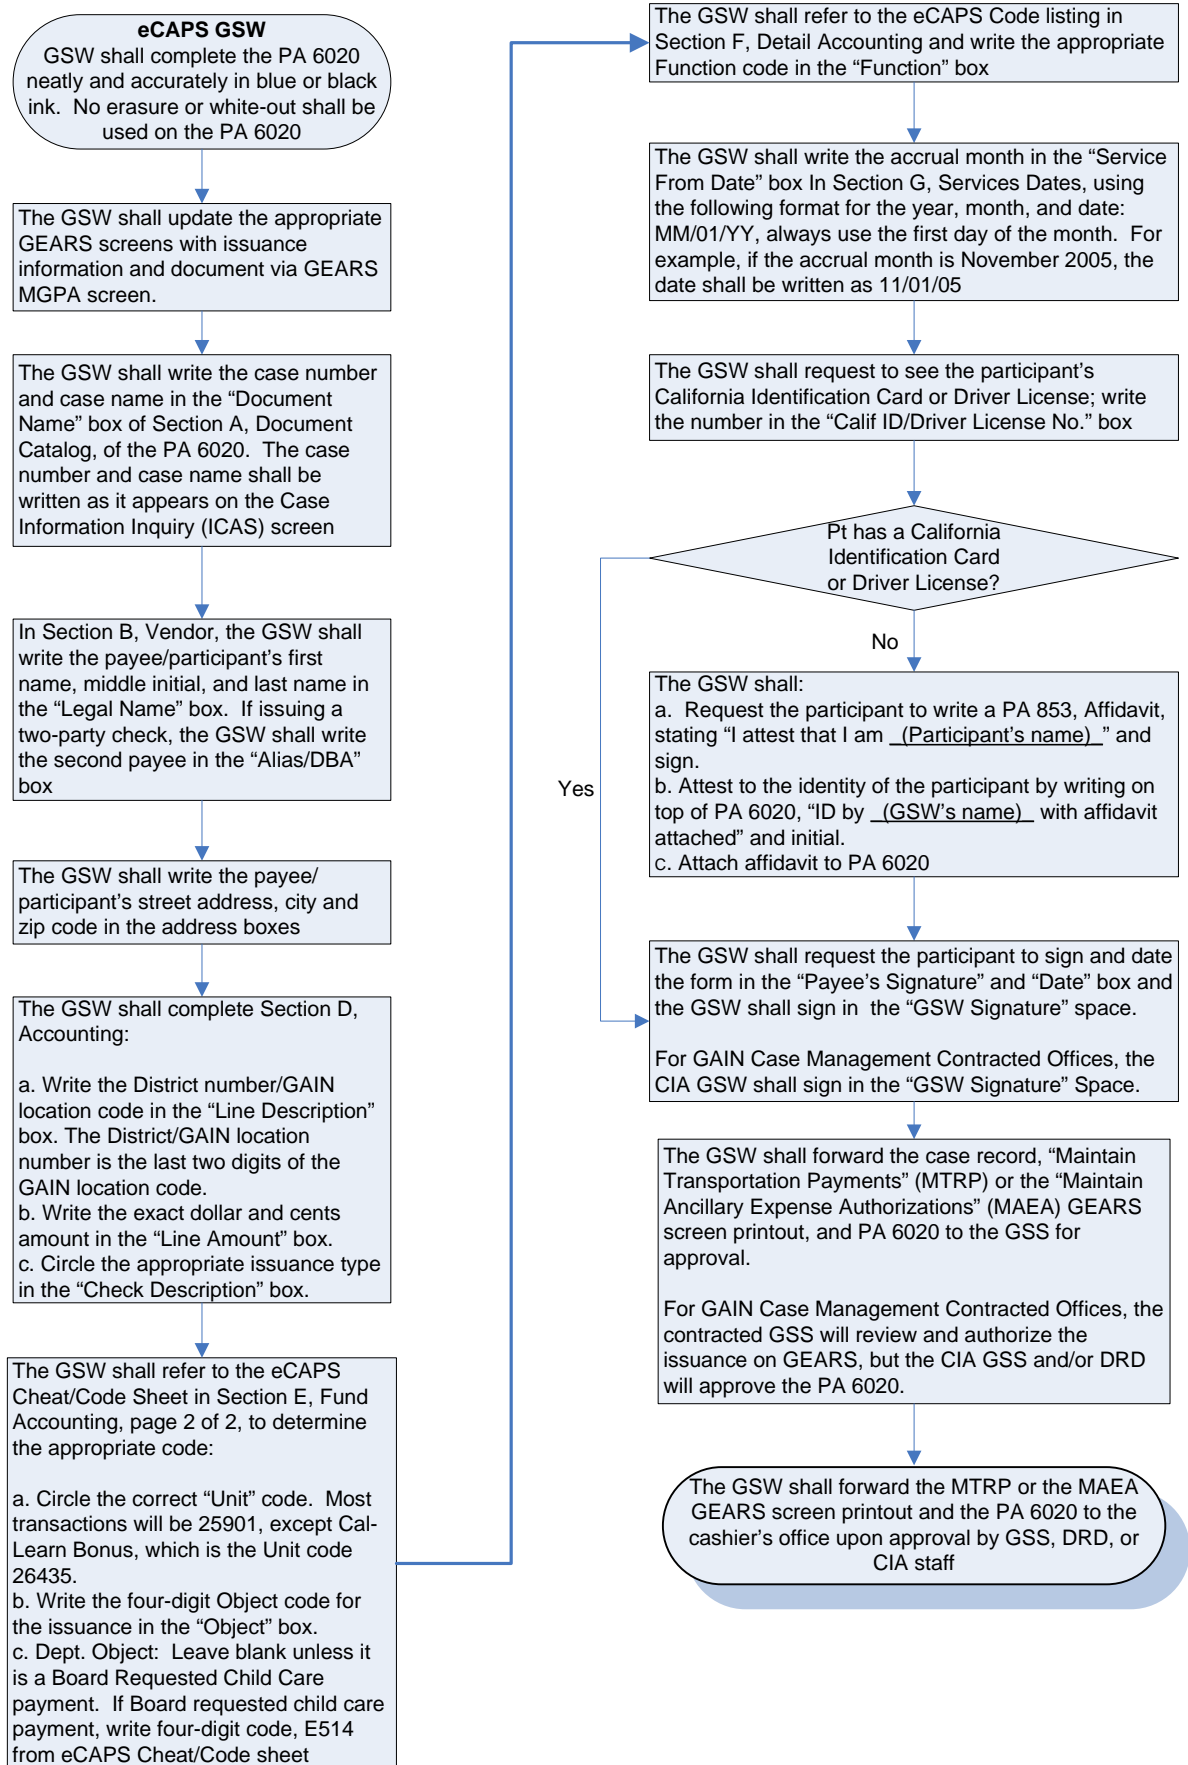 eCAPS GSW
GSW shall complete the PA 6020
neatly and accurately in blue or black
ink.  No erasure or white-out shall be
used on the PA 6020
The GSW shall update the appropriate
GEARS screens with issuance
information and document via GEARS
MGPA screen.
The GSW shall write the case number
and case name in the “Document
Name” box of Section A, Document
Catalog, of the PA 6020.  The case
number and case name shall be
written as it appears on the Case
Information Inquiry (ICAS) screen
In Section B, Vendor, the GSW shall
write the payee/participant’s first
name, middle initial, and last name in
the “Legal Name” box.  If issuing a
two-party check, the GSW shall write
the second payee in the “Alias/DBA”
box
The GSW shall write the payee/
participant’s street address, city and
zip code in the address boxes
The GSW shall complete Section D,
Accounting:
a. Write the District number/GAIN
location code in the “Line Description”
box. The District/GAIN location
number is the last two digits of the
GAIN location code.
b. Write the exact dollar and cents
amount in the “Line Amount” box.
c. Circle the appropriate issuance type
in the “Check Description” box.
The GSW shall refer to the eCAPS
Cheat/Code Sheet in Section E, Fund
Accounting, page 2 of 2, to determine
the appropriate code:
a. Circle the correct “Unit” code.  Most
transactions will be 25901, except Cal-
Learn Bonus, which is the Unit code
26435.
b. Write the four-digit Object code for
the issuance in the “Object” box.
c. Dept. Object:  Leave blank unless it
is a Board Requested Child Care
payment.  If Board requested child care
payment, write four-digit code, E514
from eCAPS Cheat/Code sheet
The GSW shall refer to the eCAPS Code listing in
Section F, Detail Accounting and write the appropriate
Function code in the “Function” box
The GSW shall write the accrual month in the “Service
From Date” box In Section G, Services Dates, using
the following format for the year, month, and date:
MM/01/YY, always use the first day of the month.  For
example, if the accrual month is November 2005, the
date shall be written as 11/01/05
The GSW shall request to see the participant’s
California Identification Card or Driver License; write
the number in the “Calif ID/Driver License No.” box
Pt has a California
Identification Card
or Driver License?
No
Yes
The GSW shall:
a.  Request the participant to write a PA 853, Affidavit,
stating “I attest that I am _(Participant’s name)_” and
sign.
b. Attest to the identity of the participant by writing on
top of PA 6020, “ID by _(GSW’s name)_ with affidavit
attached” and initial.
c. Attach affidavit to PA 6020
The GSW shall request the participant to sign and date
the form in the “Payee’s Signature” and “Date” box and
the GSW shall sign in  the “GSW Signature” space.
For GAIN Case Management Contracted Offices, the
CIA GSW shall sign in the “GSW Signature” Space.
The GSW shall forward the case record, “Maintain
Transportation Payments” (MTRP) or the “Maintain
Ancillary Expense Authorizations” (MAEA) GEARS
screen printout, and PA 6020 to the GSS for
approval.
For GAIN Case Management Contracted Offices, the
contracted GSS will review and authorize the
issuance on GEARS, but the CIA GSS and/or DRD
will approve the PA 6020.
The GSW shall forward the MTRP or the MAEA
GEARS screen printout and the PA 6020 to the
cashier’s office upon approval by GSS, DRD, or
CIA staff